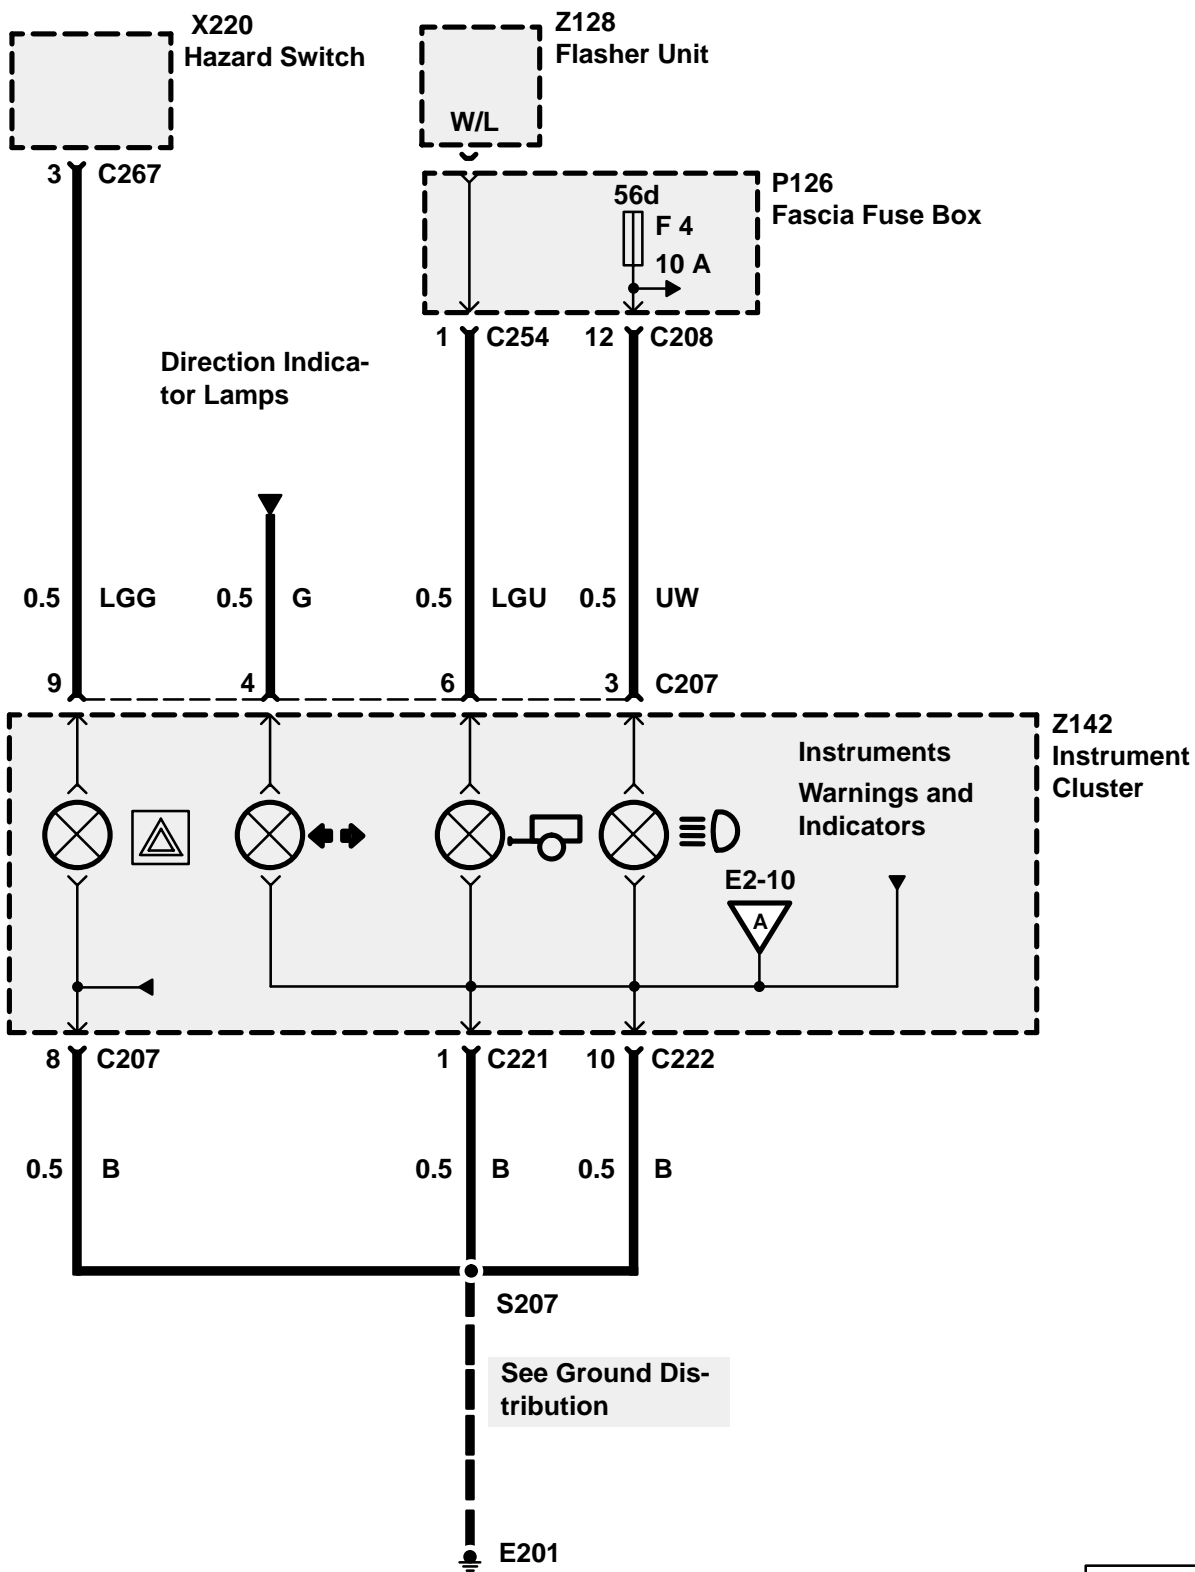 X220
Hazard Switch
Z128
Flasher Unit
W/L
3 C267
P126
Fascia Fuse Box
56d
F 4
10 A
1 C254 12 C208
Direction Indica-
tor Lamps
0.5 LGG 0.5 G 0.5 LGU 0.5 UW
9 4 6 3 C207
Z142
Instrument
Cluster
Instruments
Warnings and
Indicators
E2-10
A
8 C207 1 C221 10 C222
0.5 B 0.5 B 0.5 B
S207
See Ground Dis-
tribution
E201